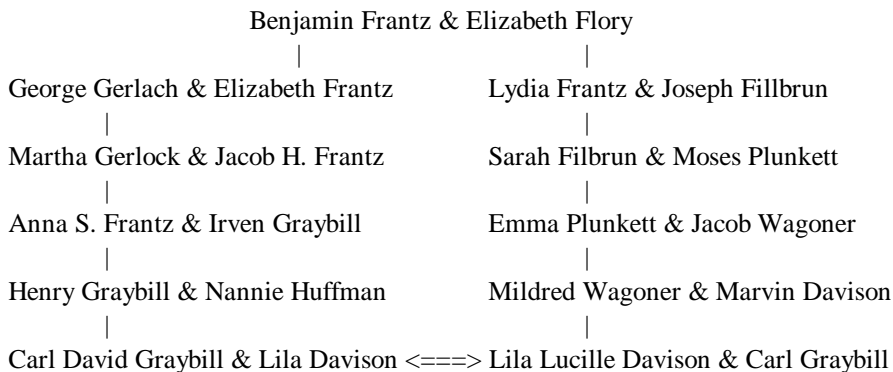 Benjamin Frantz & Elizabeth Flory
| |
George Gerlach & Elizabeth Frantz Lydia Frantz & Joseph Fillbrun
| |
Martha Gerlock & Jacob H. Frantz Sarah Filbrun & Moses Plunkett
| |
Anna S. Frantz & Irven Graybill Emma Plunkett & Jacob Wagoner
| |
Henry Graybill & Nannie Huffman Mildred Wagoner & Marvin Davison
| |
Carl David Graybill & Lila Davison <===> Lila Lucille Davison & Carl Graybill